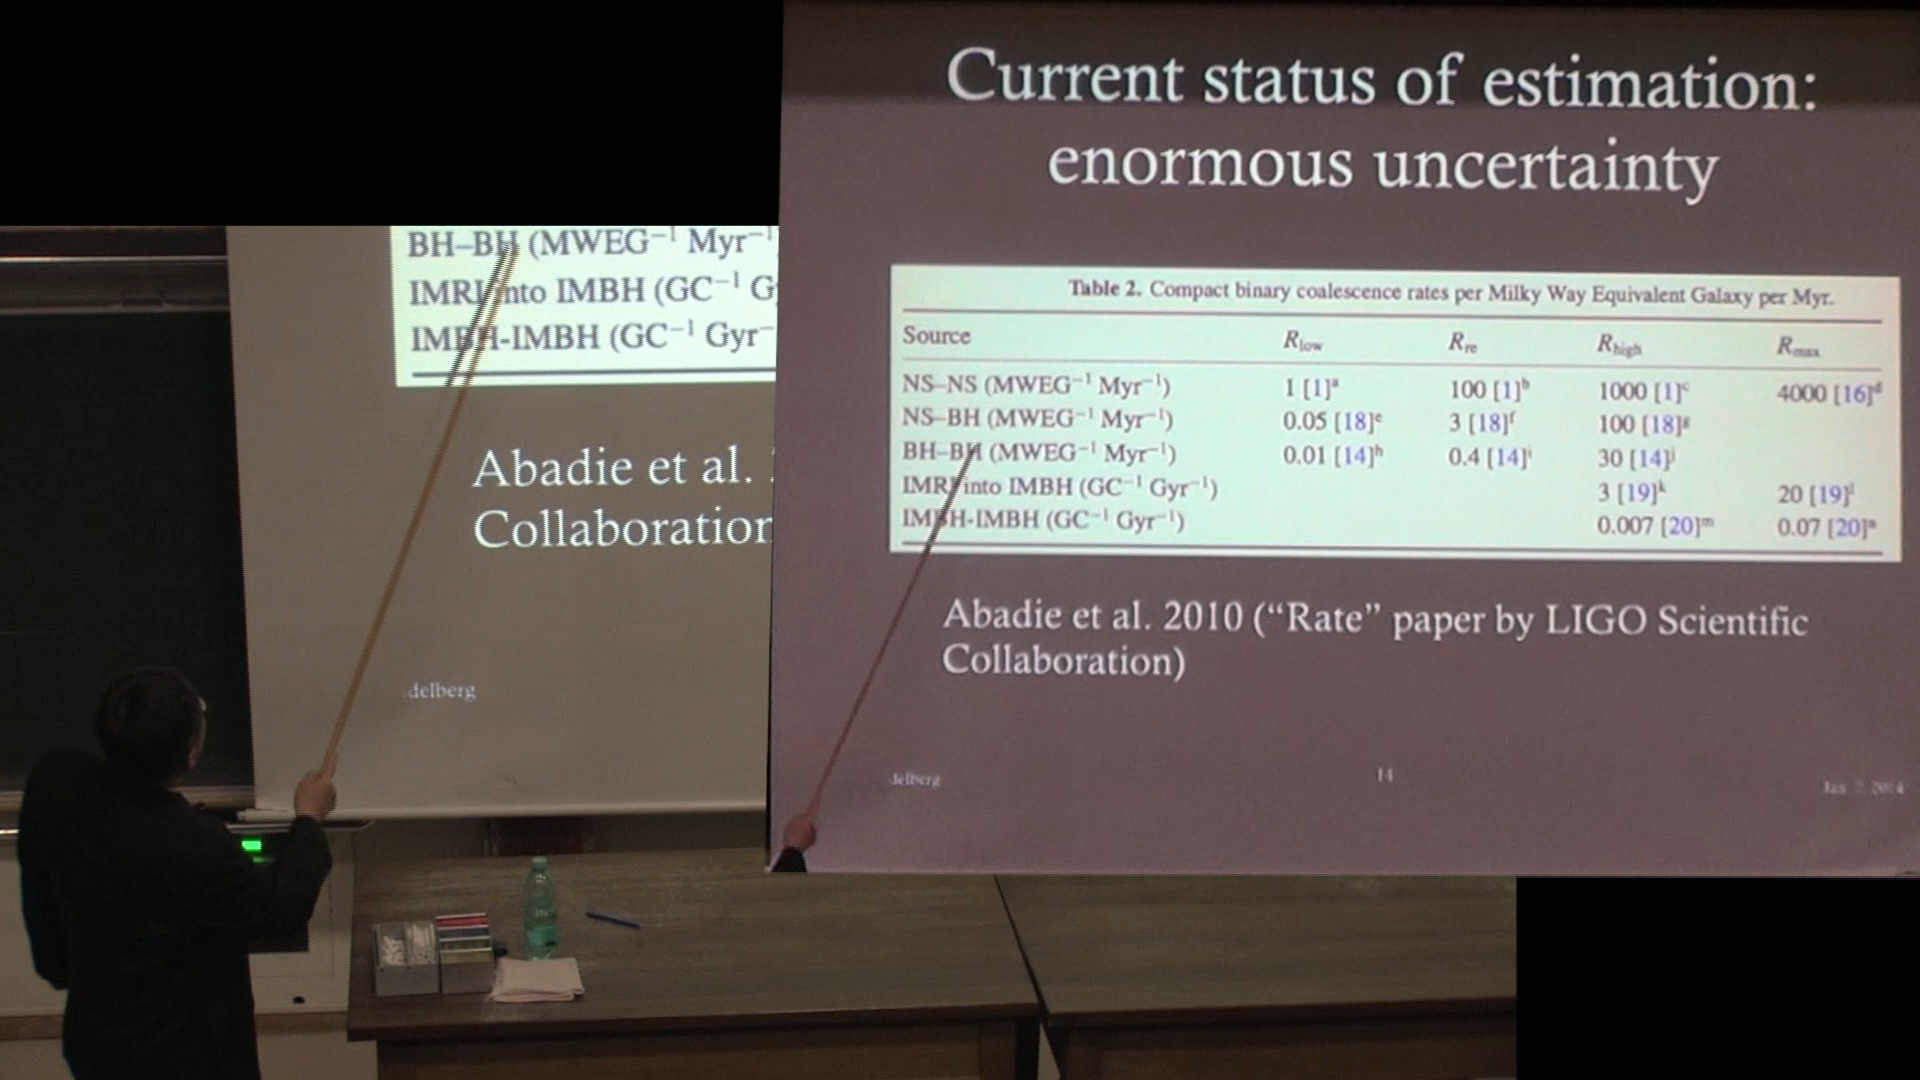 Current status of estimation:
enormous uncertainty
Table 2. Compact binary coalescence rates per Milky Way Equivalent Galaxy per Myr.
Source R_low R_re R_high R_max
NS–NS (MWEG⁻¹ Myr⁻¹) 1 [1]ᵃ 100 [1]ᵇ 1000 [1]ᶜ 4000 [16]ᵈ
NS–BH (MWEG⁻¹ Myr⁻¹) 0.05 [18]ᵉ 3 [18]ᶠ 100 [18]ᵍ
BH–BH (MWEG⁻¹ Myr⁻¹) 0.01 [14]ʰ 0.4 [14]ⁱ 30 [14]ʲ
IMRI into IMBH (GC⁻¹ Gyr⁻¹) 3 [19]ᵏ 20 [19]ˡ
IMBH-IMBH (GC⁻¹ Gyr⁻¹) 0.007 [20]ᵐ 0.07 [20]ⁿ
Abadie et al. 2010 (“Rate” paper by LIGO Scientific
Collaboration)
delberg 14 Jan. 7, 2014
BH–BH (MWEG⁻¹ Myr⁻
IMRI into IMBH (GC⁻¹ G
IMBH-IMBH (GC⁻¹ Gyr⁻
Abadie et al.
Collaboration
delberg